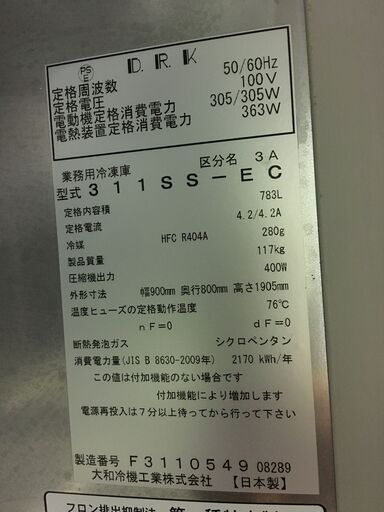 PS E
D.R.K
定格周波数 50/60Hz
定格電圧 100V
電動機定格消費電力 305/305W
電熱装置定格消費電力 363W
業務用冷凍庫 区分名 3A
型式 311SS-EC
定格内容積 783L
定格電流 4.2/4.2A
冷媒 HFC R404A 280g
製品質量 117kg
圧縮機出力 400W
外形寸法 幅900mm 奥行800mm 高さ1905mm
温度ヒューズの定格動作温度 76℃
nF=0 dF=0
断熱発泡ガス シクロペンタン
消費電力量(JIS B 8630-2009年) 2170 kWh/年
この値は付加機能のない場合です
付加機能により増加します
電源再投入は7分以上待ってから行って下さい
製造番号 F3110549 08289
大和冷機工業株式会社 【日本製】
フロン排出抑制法